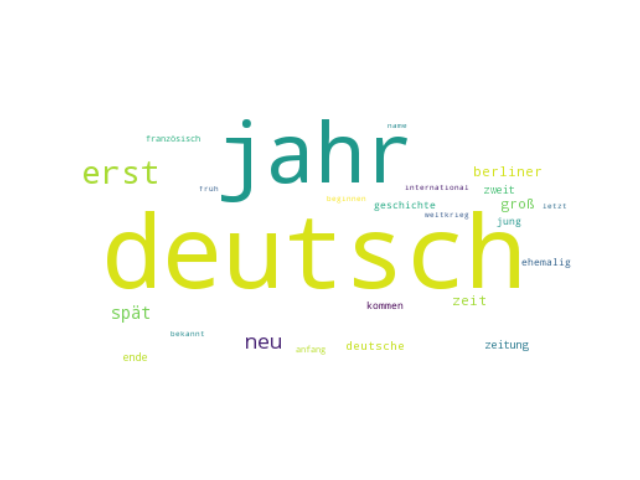 name
jahr
französisch
erst
berliner
früh
international
zweit
beginnen
geschichte
groß
letzt
weltkrieg
jung
deutsch
ehemalig
spät
kommen
zeit
bekannt
neu
anfang
deutsche
zeitung
ende